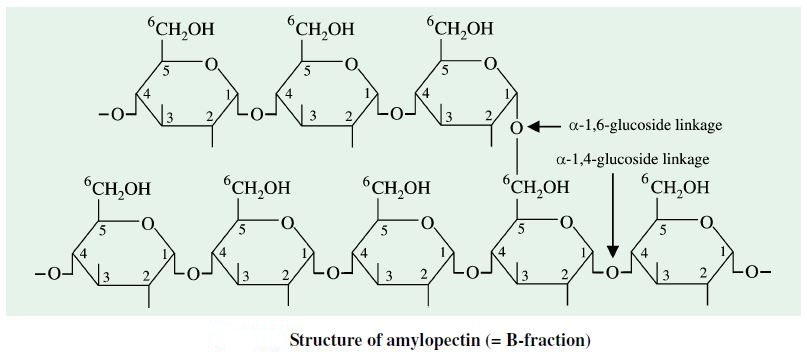 ⁶CH₂OH ⁶CH₂OH ⁶CH₂OH
5 O 5 O 5 O
4 1 4 1 4 1
–O– 3 2 O 3 2 O 3 2
O α-1,6-glucoside linkage
α-1,4-glucoside linkage
⁶CH₂OH ⁶CH₂OH ⁶CH₂OH ⁶CH₂OH ⁶CH₂OH
5 O 5 O 5 O 5 O 5 O
4 1 4 1 4 1 4 1 4 1
–O 3 2 O 3 2 O 3 2 O 3 2 O 3 2 O–
Structure of amylopectin (= B-fraction)